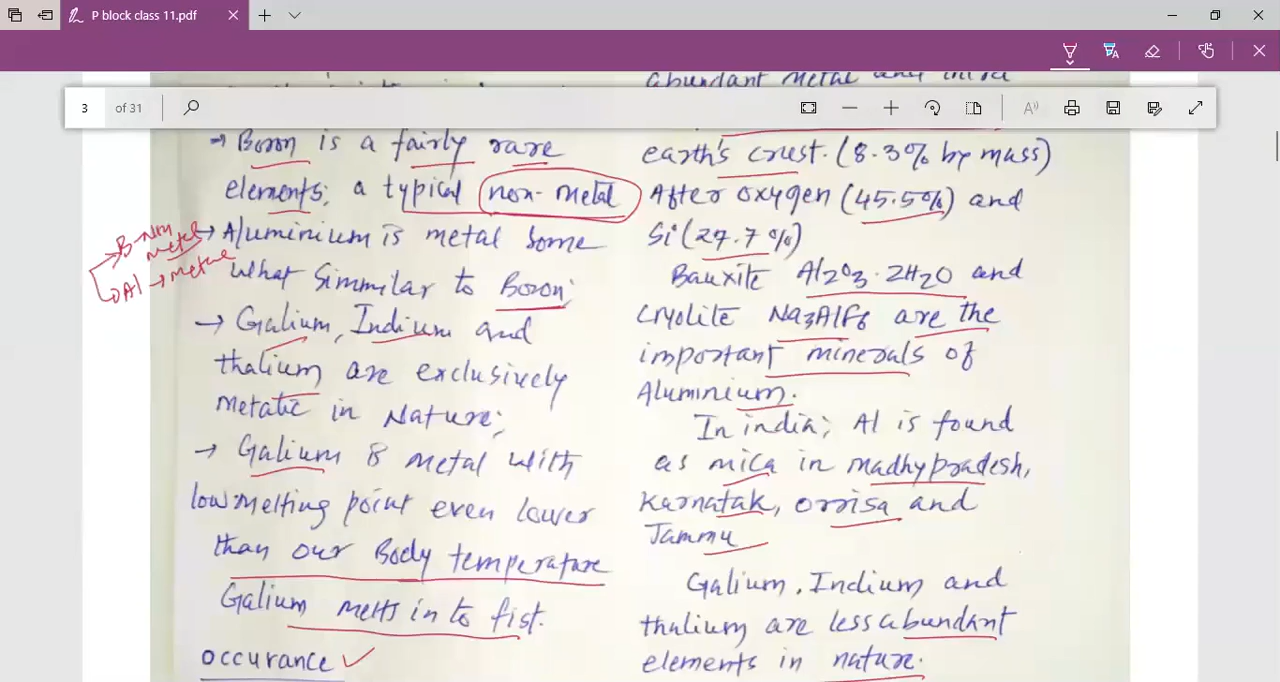 P block class 11.pdf
3 of 31
→ Boron is a fairly rare
elements; a typical non-metal
→ Aluminium is metal some
what simmilar to Boron;
B-Non
metal
Al → metal
→ Galium, Indium and
thalium are exclusively
metalic in Nature;
→ Galium is metal with
low melting point even lower
than our Body temperature
Galium melts in to fist.
occurance ✓
abundant metal and
earth's crust. (8.3% by mass)
After oxygen (45.5%) and
Si (27.7%)
Bauxite Al2O3·2H2O and
cryolite Na3AlF6 are the
important minerals of
Aluminium.
In india; Al is found
as mica in madhypradesh,
Karnatak, orrisa and
Jammu
Galium, Indium and
thalium are less abundant
elements in nature.